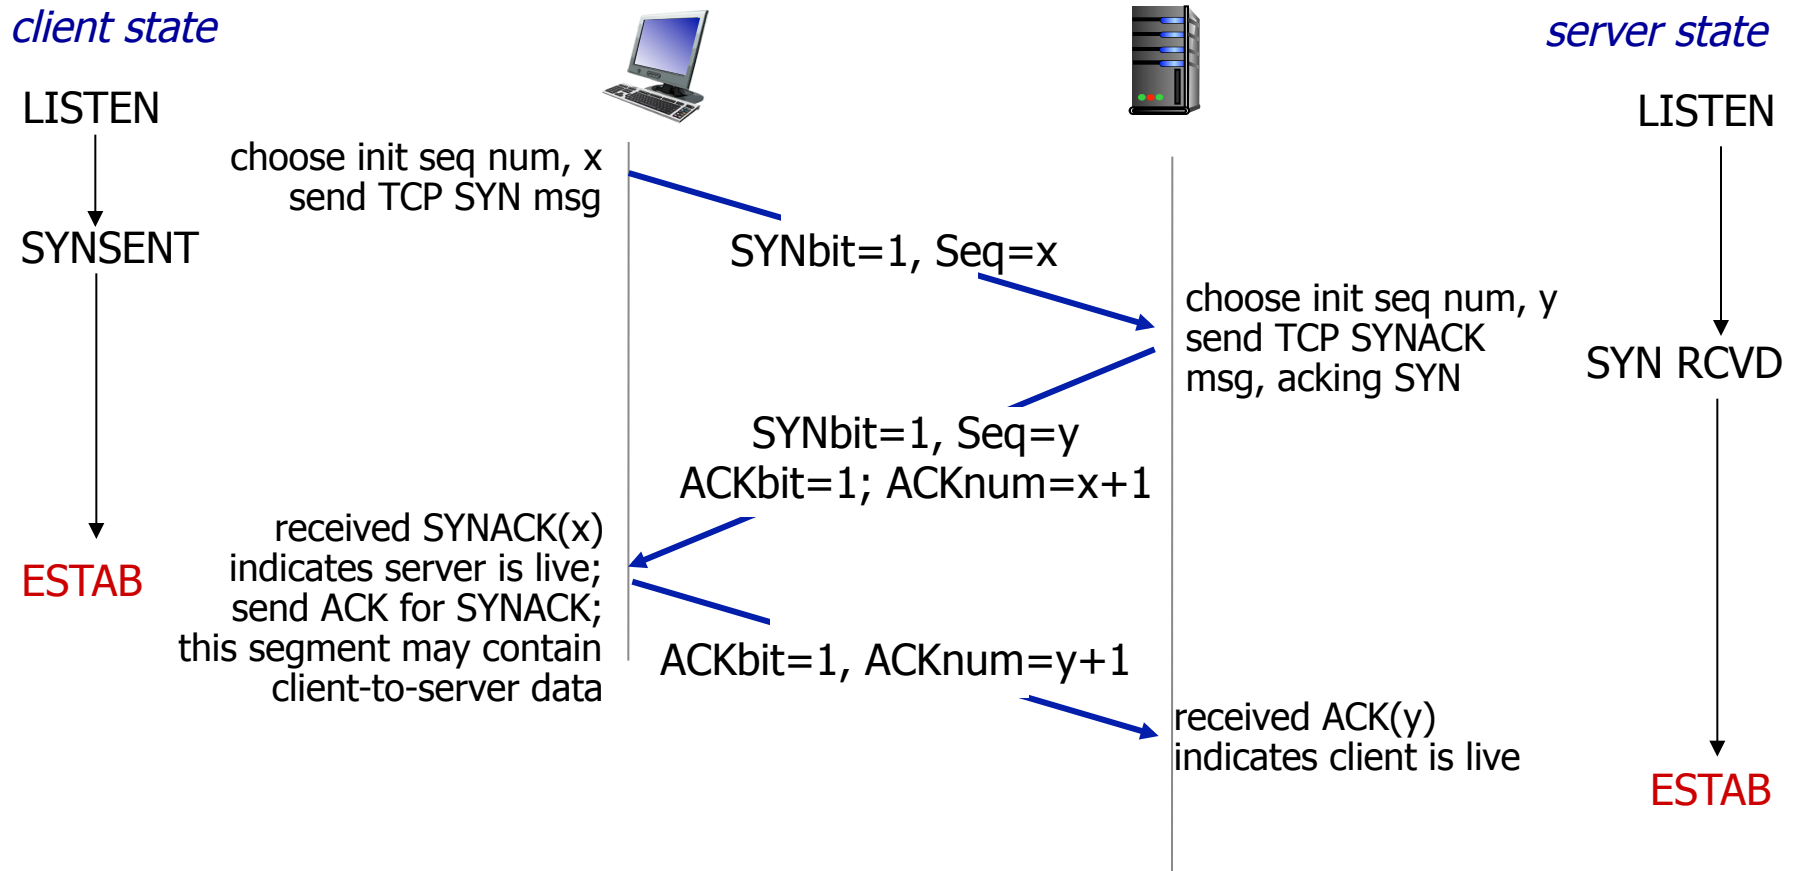 client state
server state
LISTEN
LISTEN
choose init seq num, x
send TCP SYN msg
SYNSENT
SYNbit=1, Seq=x
choose init seq num, y
send TCP SYNACK
msg, acking SYN
SYN RCVD
SYNbit=1, Seq=y
ACKbit=1; ACKnum=x+1
received SYNACK(x)
indicates server is live;
send ACK for SYNACK;
this segment may contain
client-to-server data
ESTAB
ACKbit=1, ACKnum=y+1
received ACK(y)
indicates client is live
ESTAB